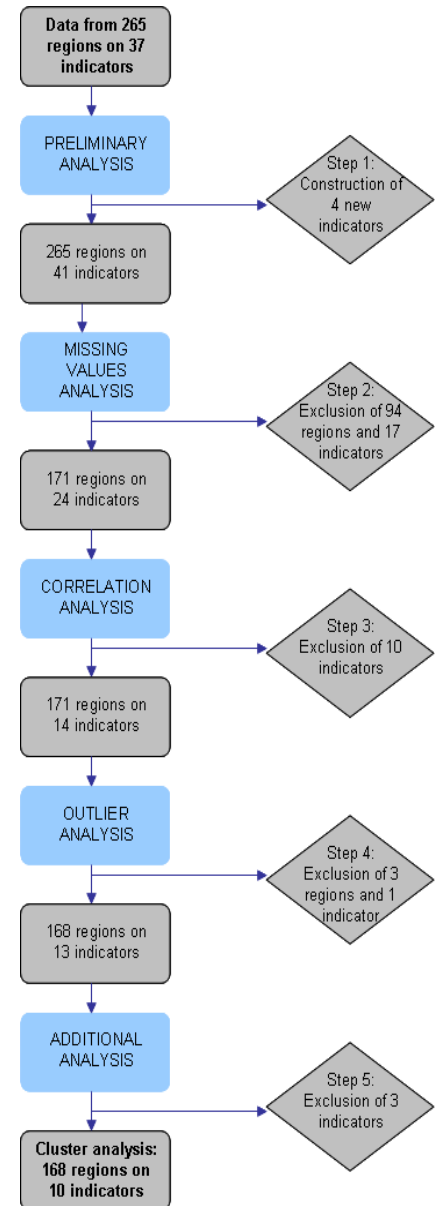 Data from 265
regions on 37
indicators
PRELIMINARY
ANALYSIS
Step 1:
Construction of
4 new
indicators
265 regions on
41 indicators
MISSING
VALUES
ANALYSIS
Step 2:
Exclusion of 94
regions and 17
indicators
171 regions on
24 indicators
CORRELATION
ANALYSIS
Step 3:
Exclusion of 10
indicators
171 regions on
14 indicators
OUTLIER
ANALYSIS
Step 4:
Exclusion of 3
regions and 1
indicator
168 regions on
13 indicators
ADDITIONAL
ANALYSIS
Step 5:
Exclusion of 3
indicators
Cluster analysis:
168 regions on
10 indicators